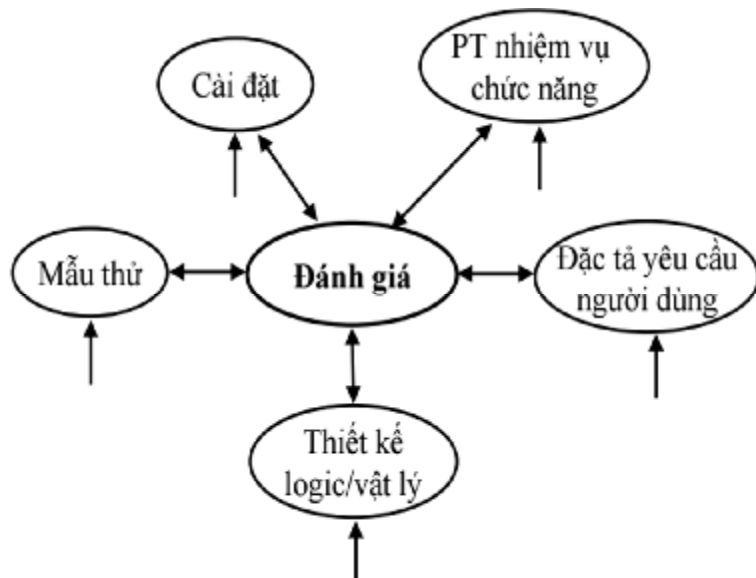 Cài đặt
PT nhiệm vụ
chức năng
Mẫu thử
Đánh giá
Đặc tả yêu cầu
người dùng
Thiết kế
logic/vật lý